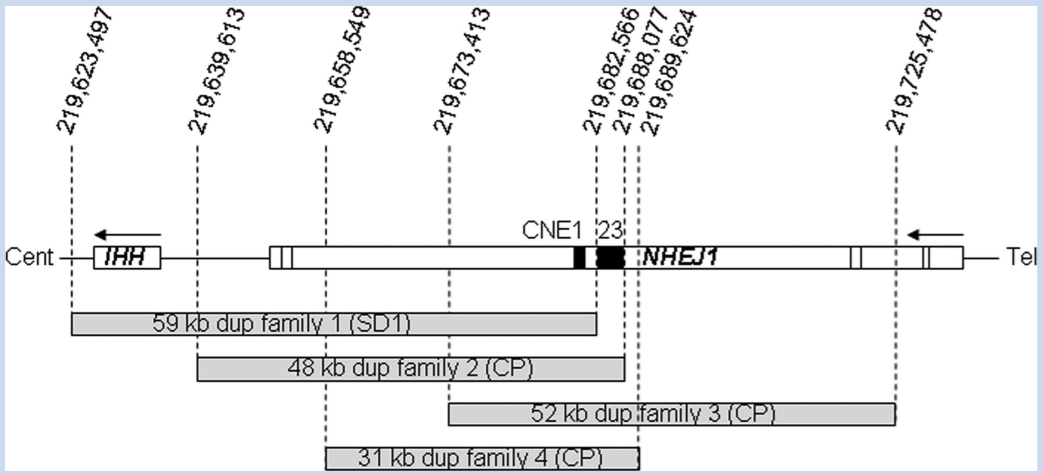 219,623,497
219,639,613
219,658,549
219,673,413
219,682,566
219,688,077
219,689,624
219,725,478
CNE1 23
Cent IHH NHEJ1 Tel
59 kb dup family 1 (SD1)
48 kb dup family 2 (CP)
52 kb dup family 3 (CP)
31 kb dup family 4 (CP)